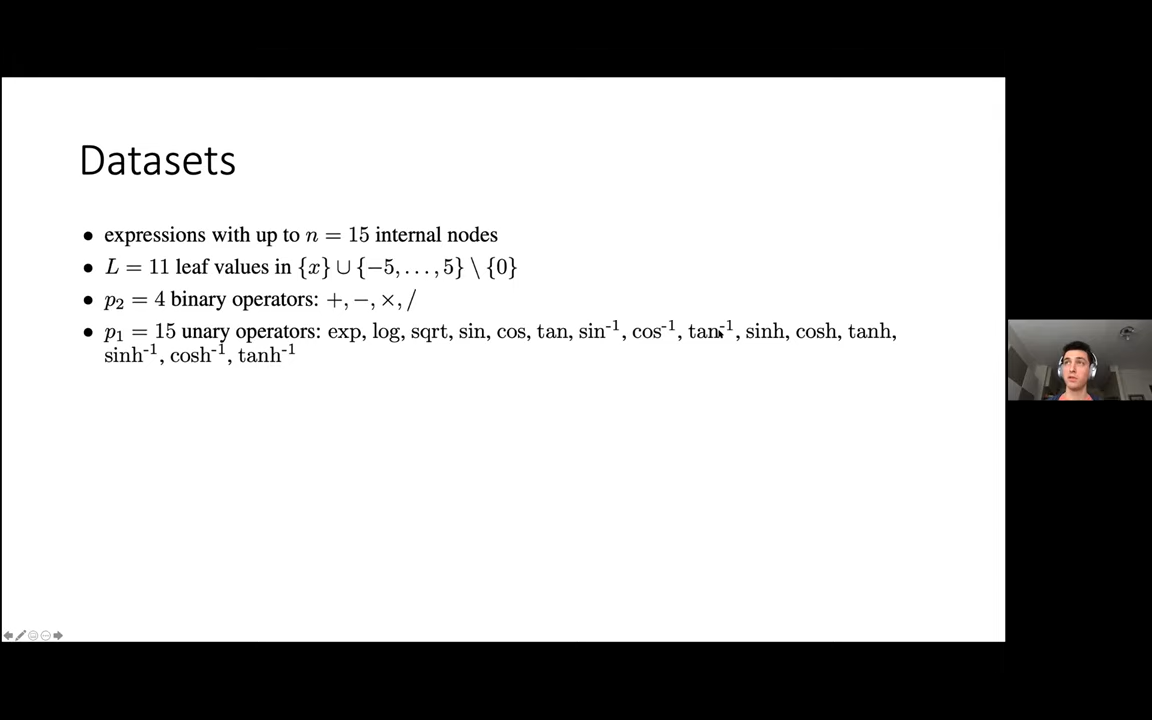 Datasets
• expressions with up to n = 15 internal nodes
• L = 11 leaf values in {x} ∪ {−5, . . . , 5} \ {0}
• p₂ = 4 binary operators: +, −, ×, /
• p₁ = 15 unary operators: exp, log, sqrt, sin, cos, tan, sin⁻¹, cos⁻¹, tan⁻¹, sinh, cosh, tanh,
sinh⁻¹, cosh⁻¹, tanh⁻¹